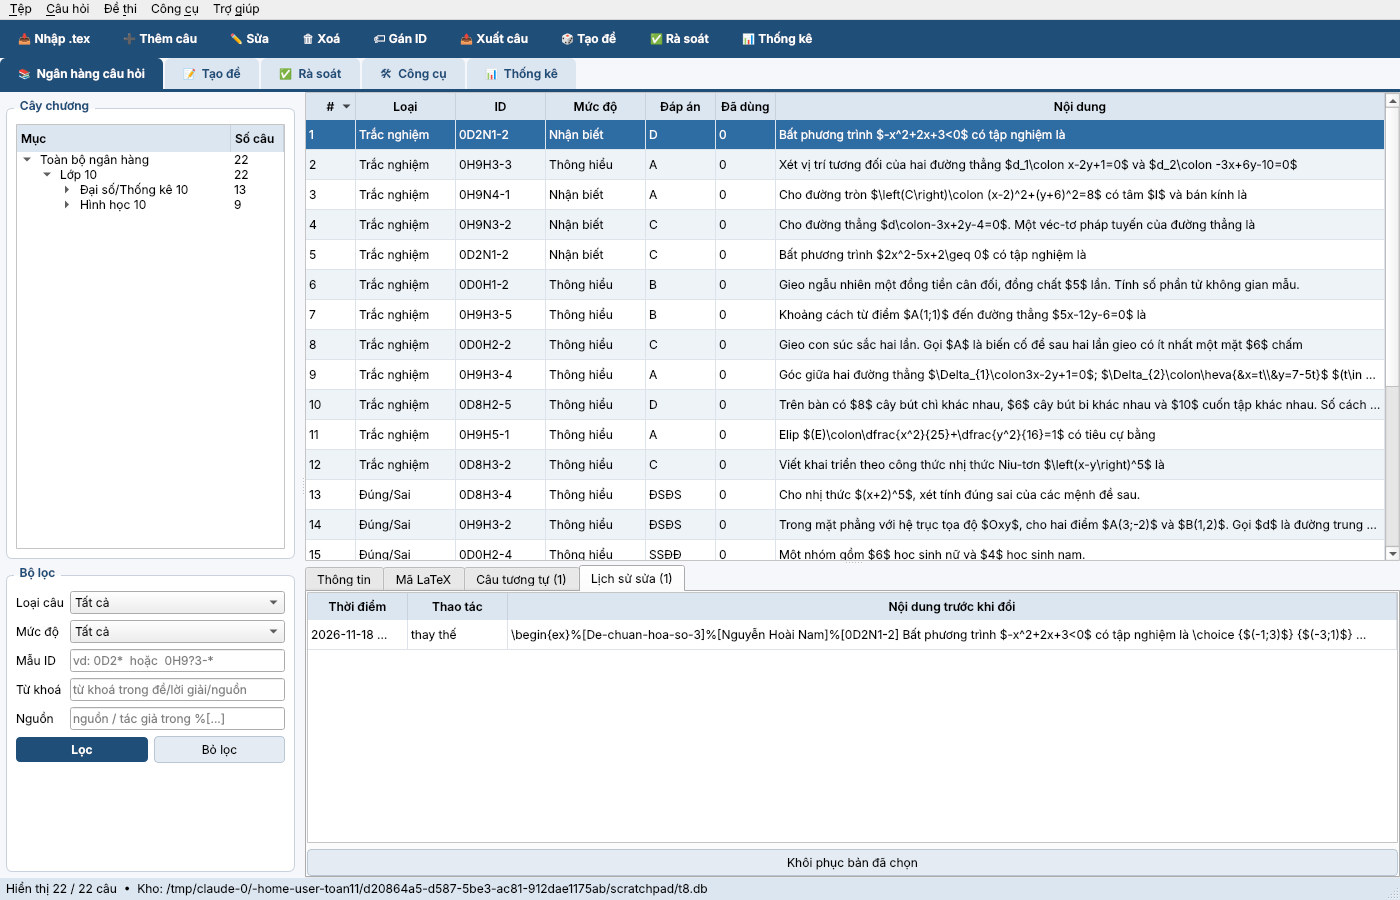 Tệp Câu hỏi Đề thi Công cụ Trợ giúp
📥 Nhập .tex ➕ Thêm câu ✏️ Sửa 🗑 Xoá 🏷 Gán ID 📤 Xuất câu 🎲 Tạo đề ✅ Rà soát 📊 Thống kê
📚 Ngân hàng câu hỏi 📝 Tạo đề ✅ Rà soát 🛠 Công cụ 📊 Thống kê
Cây chương
Mục Số câu
Toàn bộ ngân hàng 22
Lớp 10 22
Đại số/Thống kê 10 13
Hình học 10 9
Bộ lọc
Loại câu Tất cả
Mức độ Tất cả
Mẫu ID vd: 0D2* hoặc 0H9?3-*
Từ khoá từ khoá trong đề/lời giải/nguồn
Nguồn nguồn / tác giả trong %[...]
Lọc Bỏ lọc
# Loại ID Mức độ Đáp án Đã dùng Nội dung
1 Trắc nghiệm 0D2N1-2 Nhận biết D 0 Bất phương trình $-x^2+2x+3<0$ có tập nghiệm là
2 Trắc nghiệm 0H9H3-3 Thông hiểu A 0 Xét vị trí tương đối của hai đường thẳng $d_1\colon x-2y+1=0$ và $d_2\colon -3x+6y-10=0$
3 Trắc nghiệm 0H9N4-1 Nhận biết A 0 Cho đường tròn $\left(C\right)\colon (x-2)^2+(y+6)^2=8$ có tâm $I$ và bán kính là
4 Trắc nghiệm 0H9N3-2 Nhận biết C 0 Cho đường thẳng $d\colon-3x+2y-4=0$. Một véc-tơ pháp tuyến của đường thẳng là
5 Trắc nghiệm 0D2N1-2 Nhận biết C 0 Bất phương trình $2x^2-5x+2\geq 0$ có tập nghiệm là
6 Trắc nghiệm 0D0H1-2 Thông hiểu B 0 Gieo ngẫu nhiên một đồng tiền cân đối, đồng chất $5$ lần. Tính số phần tử không gian mẫu.
7 Trắc nghiệm 0H9H3-5 Thông hiểu B 0 Khoảng cách từ điểm $A(1;1)$ đến đường thẳng $5x-12y-6=0$ là
8 Trắc nghiệm 0D0H2-2 Thông hiểu C 0 Gieo con súc sắc hai lần. Gọi $A$ là biến cố để sau hai lần gieo có ít nhất một mặt $6$ chấm
9 Trắc nghiệm 0H9H3-4 Thông hiểu A 0 Góc giữa hai đường thẳng $\Delta_{1}\colon3x-2y+1=0$; $\Delta_{2}\colon\heva{&x=t\\&y=7-5t}$ $(t\in ...
10 Trắc nghiệm 0D8H2-5 Thông hiểu D 0 Trên bàn có $8$ cây bút chì khác nhau, $6$ cây bút bi khác nhau và $10$ cuốn tập khác nhau. Số cách ...
11 Trắc nghiệm 0H9H5-1 Thông hiểu A 0 Elip $(E)\colon\dfrac{x^2}{25}+\dfrac{y^2}{16}=1$ có tiêu cự bằng
12 Trắc nghiệm 0D8H3-2 Thông hiểu C 0 Viết khai triển theo công thức nhị thức Niu-tơn $\left(x-y\right)^5$ là
13 Đúng/Sai 0D8H3-4 Thông hiểu ĐSĐS 0 Cho nhị thức $(x+2)^5$, xét tính đúng sai của các mệnh đề sau.
14 Đúng/Sai 0H9H3-2 Thông hiểu ĐSĐS 0 Trong mặt phẳng với hệ trục tọa độ $Oxy$, cho hai điểm $A(3;-2)$ và $B(1,2)$. Gọi $d$ là đường trung ...
15 Đúng/Sai 0D0H2-4 Thông hiểu SSĐĐ 0 Một nhóm gồm $6$ học sinh nữ và $4$ học sinh nam.
Thông tin Mã LaTeX Câu tương tự (1) Lịch sử sửa (1)
Thời điểm Thao tác Nội dung trước khi đổi
2026-11-18 ... thay thế \begin{ex}%[De-chuan-hoa-so-3]%[Nguyễn Hoài Nam]%[0D2N1-2] Bất phương trình $-x^2+2x+3<0$ có tập nghiệm là \choice {$(-1;3)$} {$(-3;1)$} ...
Khôi phục bản đã chọn
Hiển thị 22 / 22 câu • Kho: /tmp/claude-0/-home-user-toan11/d20864a5-d587-5be3-ac81-912dae1175ab/scratchpad/t8.db